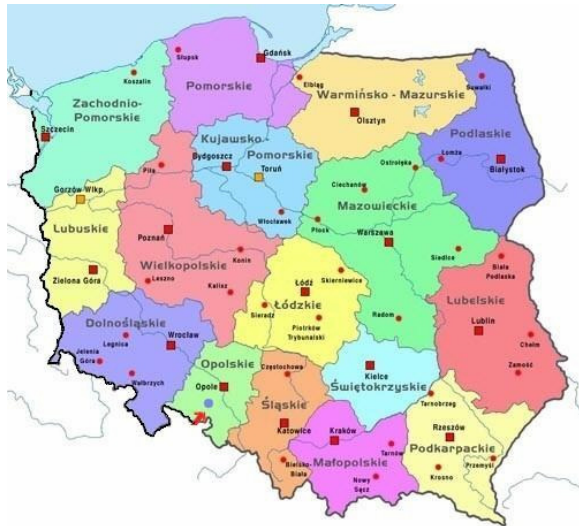 Słupsk
Gdańsk
Koszalin
Pomorskie
Elbląg
Suwałki
Warmińsko - Mazurskie
Zachodnio-
Pomorskie
Olsztyn
Szczecin
Kujawsko-
Pomorskie
Podlaskie
Bydgoszcz
Toruń
Piła
Ostrołęka
Łomża
Białystok
Ciechanów
Gorzów Wlkp.
Mazowieckie
Włocławek
Płock
Lubuskie
Poznań
Warszawa
Konin
Siedlce
Wielkopolskie
Biała
Podlaska
Zielona Góra
Leszno
Kalisz
Łódź
Skierniewice
Łódzkie
Lubelskie
Dolnośląskie
Sieradz
Piotrków
Trybunalski
Radom
Lublin
Legnica
Wrocław
Chełm
Jelenia
Góra
Opolskie
Częstochowa
Kielce
Zamość
Wałbrzych
Opole
Świętokrzyskie
Śląskie
Tarnobrzeg
Katowice
Kraków
Rzeszów
Tarnów
Podkarpackie
Bielsko-
Biała
Małopolskie
Przemyśl
Nowy
Sącz
Krosno